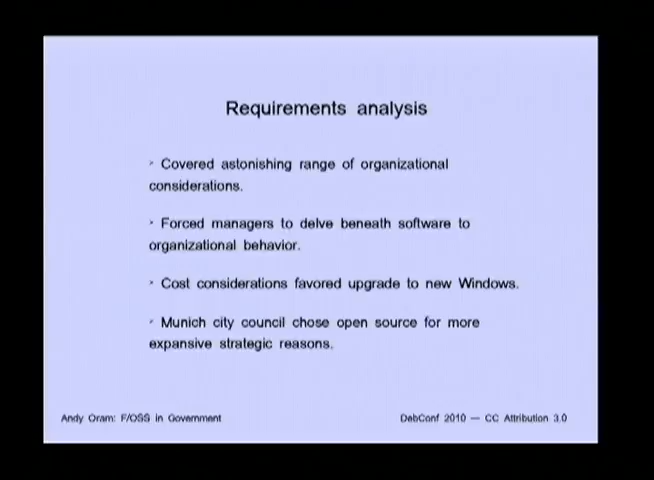 Requirements analysis
Covered astonishing range of organizational
considerations.
Forced managers to delve beneath software to
organizational behavior.
Cost considerations favored upgrade to new Windows.
Munich city council chose open source for more
expansive strategic reasons.
Andy Oram: F/OSS in Government
DebConf 2010 — CC Attribution 3.0